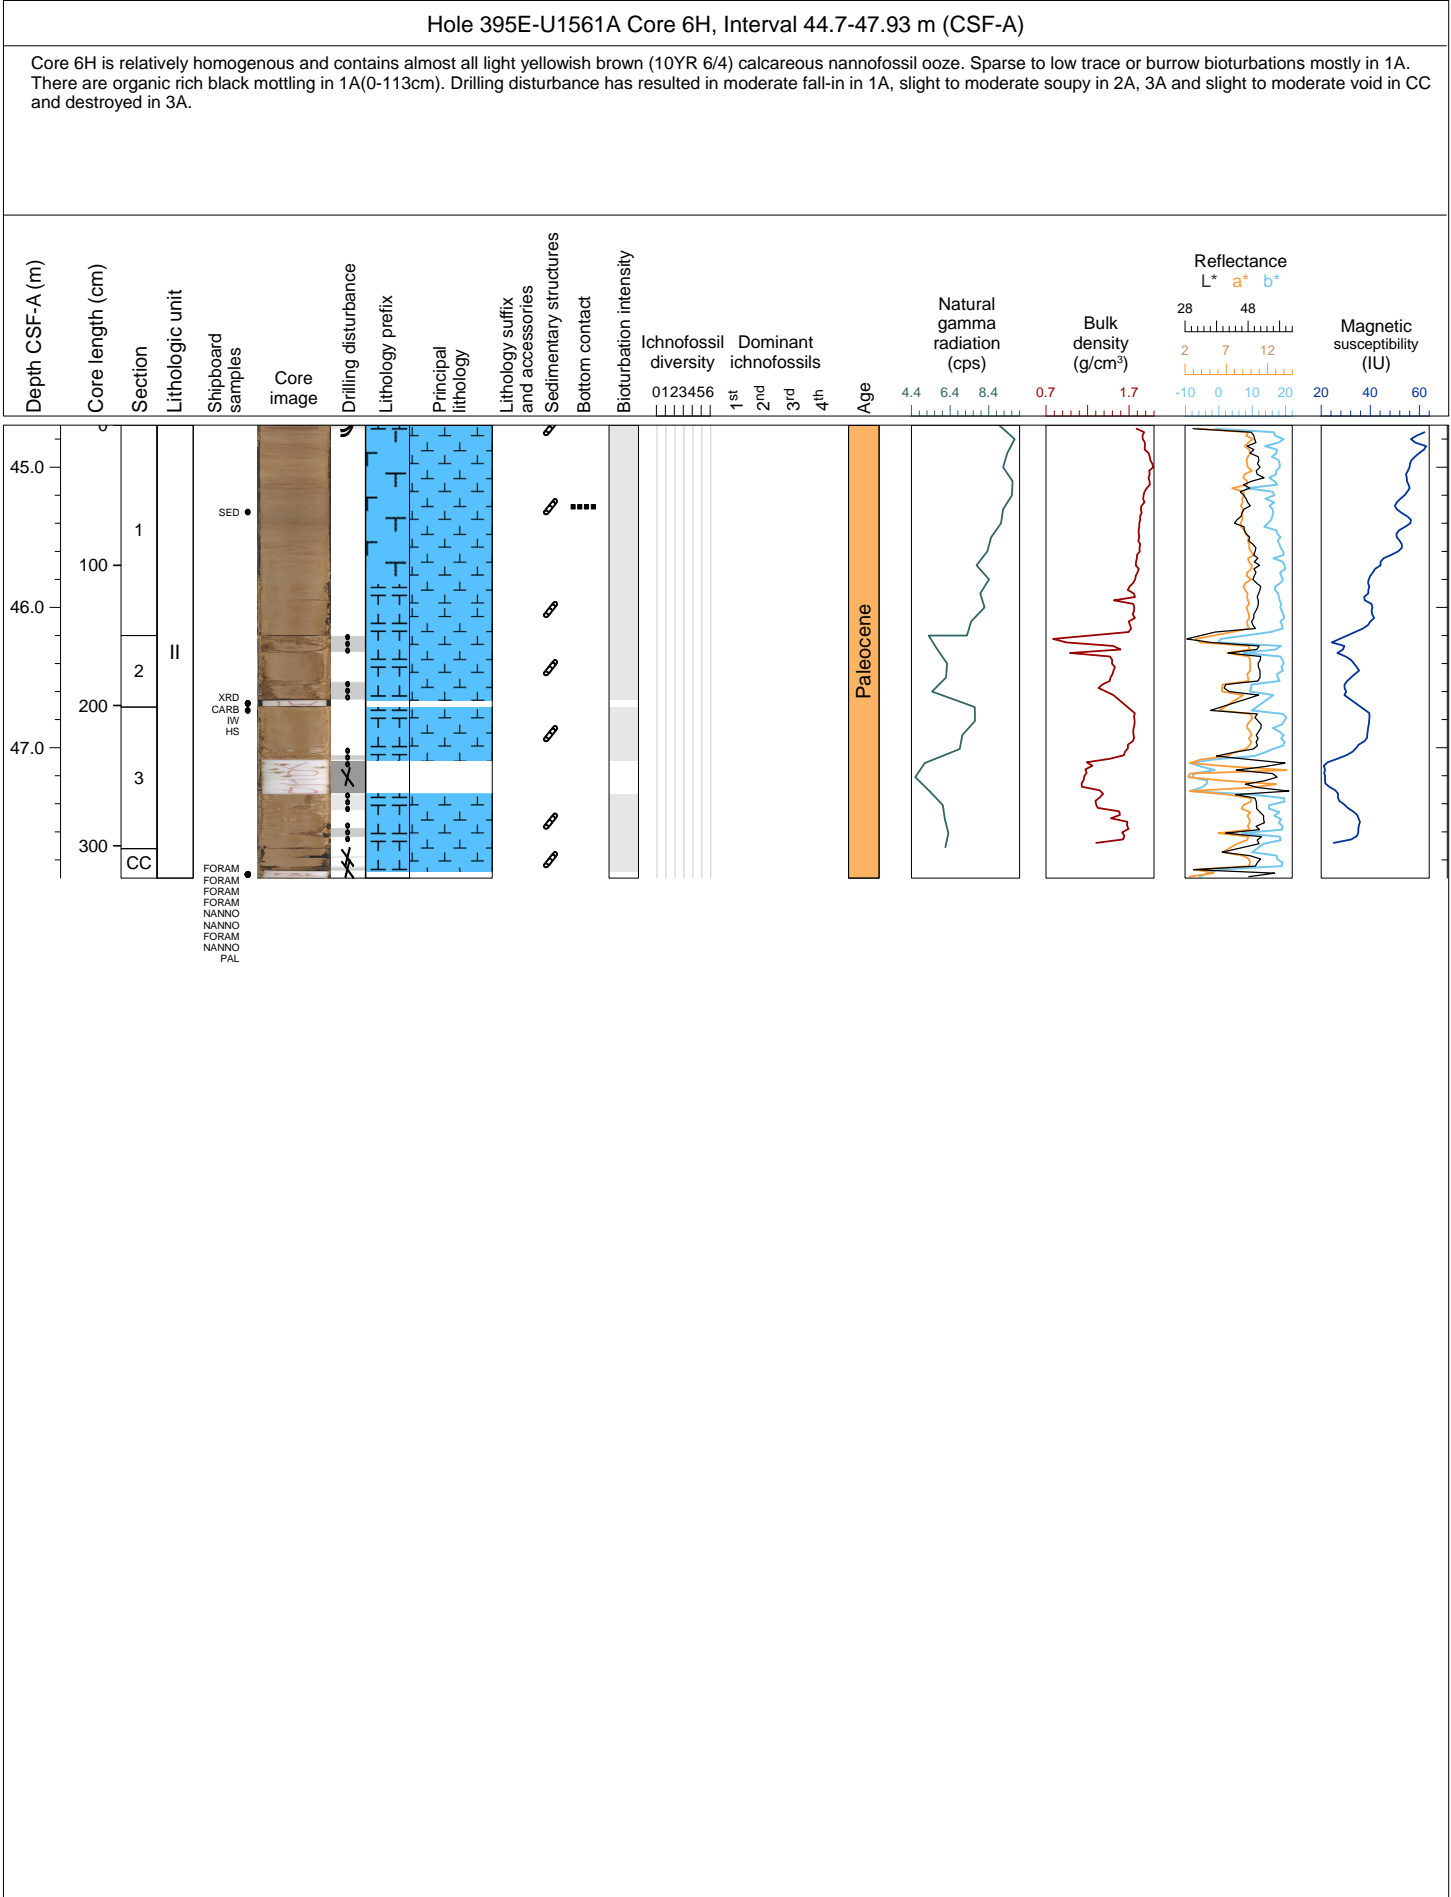 Hole 395E-U1561A Core 6H, Interval 44.7-47.93 m (CSF-A)
Core 6H is relatively homogenous and contains almost all light yellowish brown (10YR 6/4) calcareous nannofossil ooze. Sparse to low trace or burrow bioturbations mostly in 1A.
There are organic rich black mottling in 1A(0-113cm). Drilling disturbance has resulted in moderate fall-in in 1A, slight to moderate soupy in 2A, 3A and slight to moderate void in CC
and destroyed in 3A.
Depth CSF-A (m)
Core length (cm)
Section
Lithologic unit
Shipboard
samples
Core
image
Drilling disturbance
Lithology prefix
Principal
lithology
Lithology suffix
and accessories
Sedimentary structures
Bottom contact
Bioturbation intensity
Ichnofossil
diversity
0123456
Dominant
ichnofossils
1st 2nd 3rd 4th
Age
Natural
gamma
radiation
(cps)
4.4 6.4 8.4
Bulk
density
(g/cm³)
0.7 1.7
Reflectance
L* a* b*
28 48
2 7 12
-10 0 10 20
Magnetic
susceptibility
(IU)
20 40 60
0
45.0
SED
1
100
46.0
II
Paleocene
2
XRD
200
CARB
IW
HS
47.0
3
300
CC
FORAM
FORAM
FORAM
FORAM
NANNO
NANNO
FORAM
NANNO
PAL